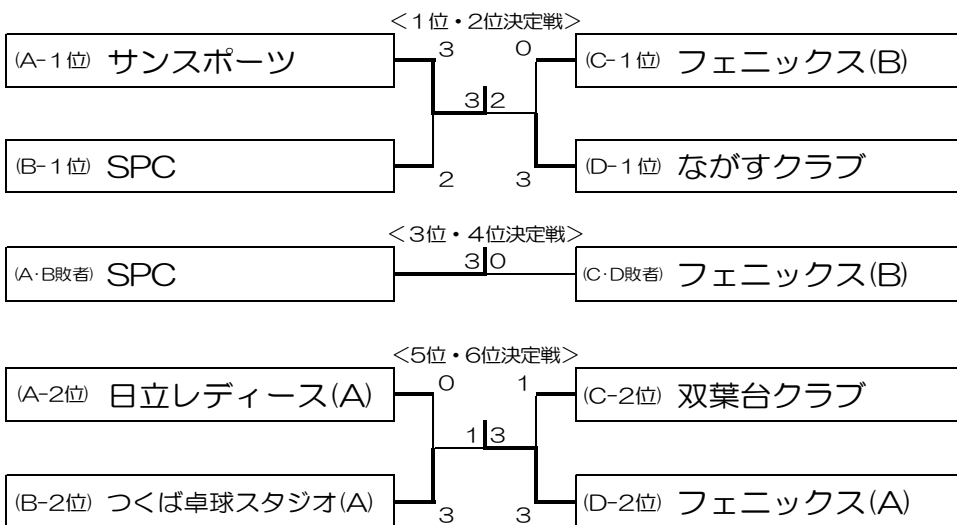 ＜１位・２位決定戦＞
(A-１位) サンスポーツ 3 0 (C-１位) フェニックス(B)
3 2
(B-１位) SPC 2 3 (D-１位) ながすクラブ
＜3位・４位決定戦＞
(A･B敗者) SPC 3 0 (C･D敗者) フェニックス(B)
＜5位・６位決定戦＞
(A-2位) 日立レディース(A) 0 1 (C-2位) 双葉台クラブ
1 3
(B-2位) つくば卓球スタジオ(A) 3 3 (D-2位) フェニックス(A)